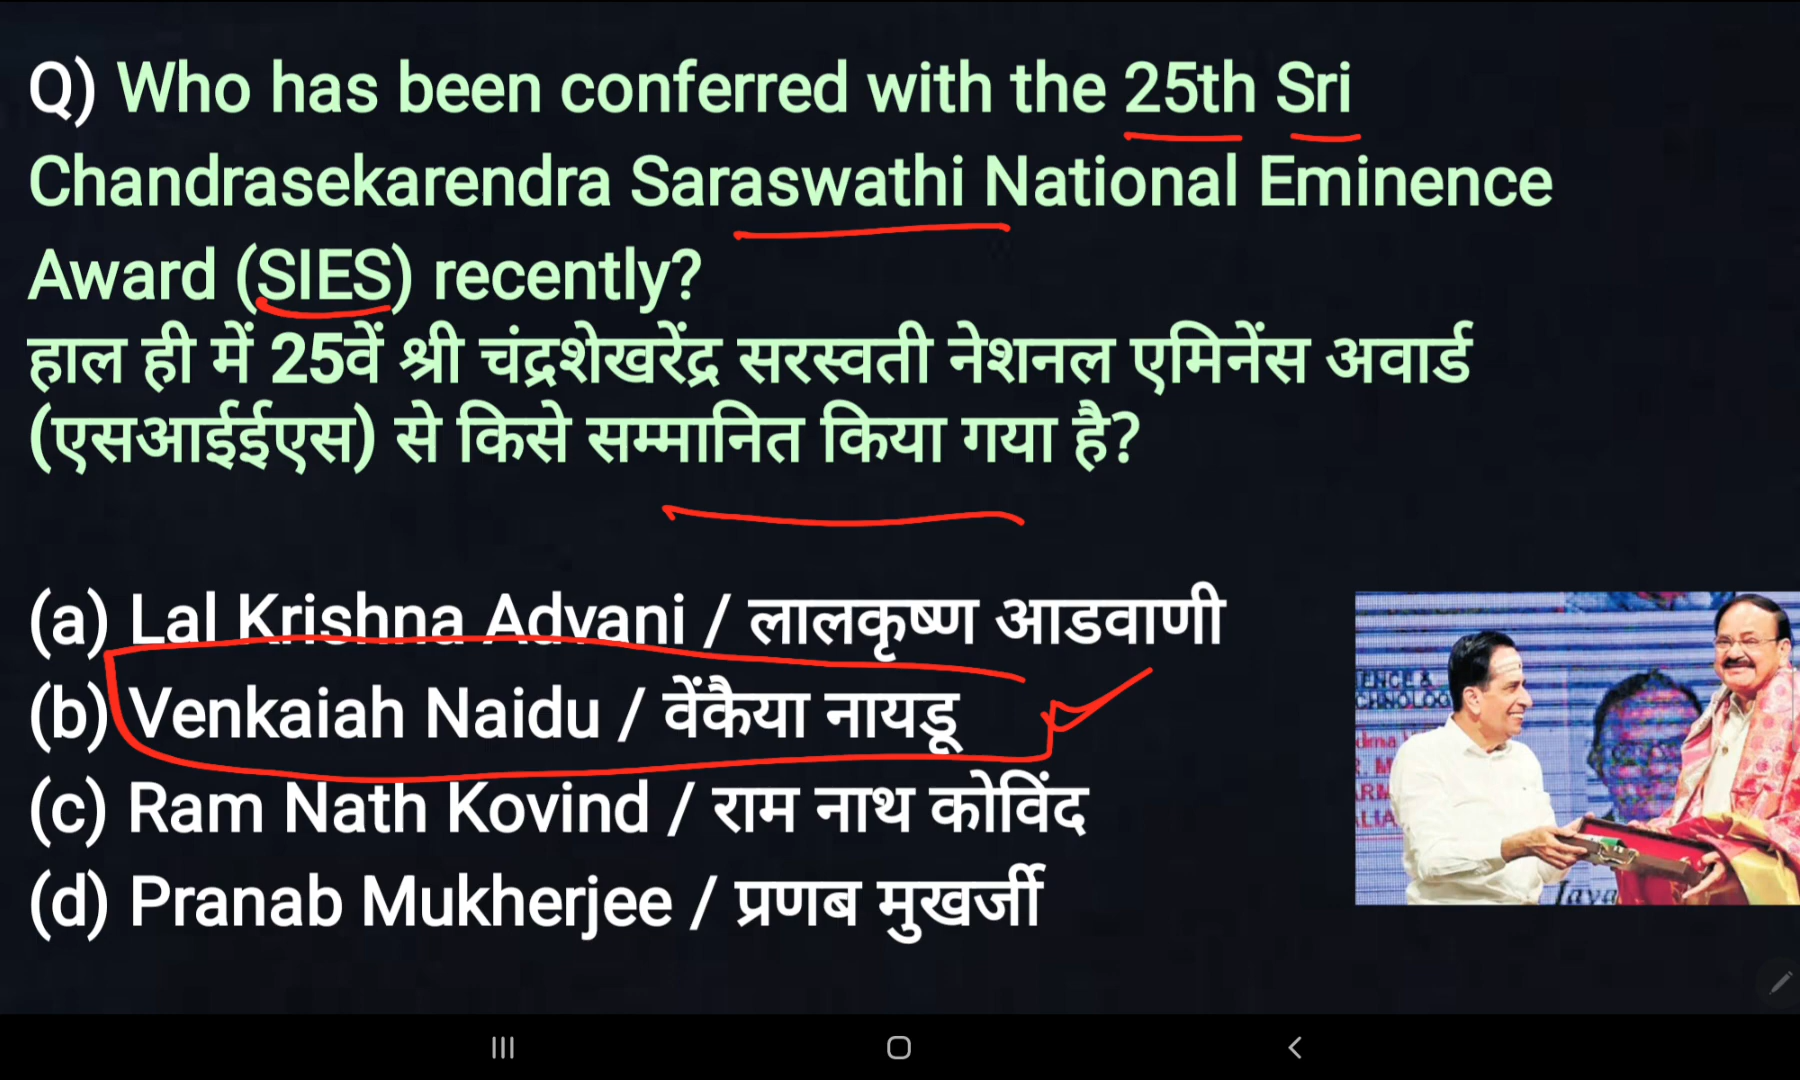 Q) Who has been conferred with the 25th Sri
Chandrasekarendra Saraswathi National Eminence
Award (SIES) recently?
हाल ही में 25वें श्री चंद्रशेखरेंद्र सरस्वती नेशनल एमिनेंस अवार्ड
(एसआईईएस) से किसे सम्मानित किया गया है?
(a) Lal Krishna Advani / लालकृष्ण आडवाणी
(b) Venkaiah Naidu / वेंकैया नायडू
(c) Ram Nath Kovind / राम नाथ कोविंद
(d) Pranab Mukherjee / प्रणब मुखर्जी